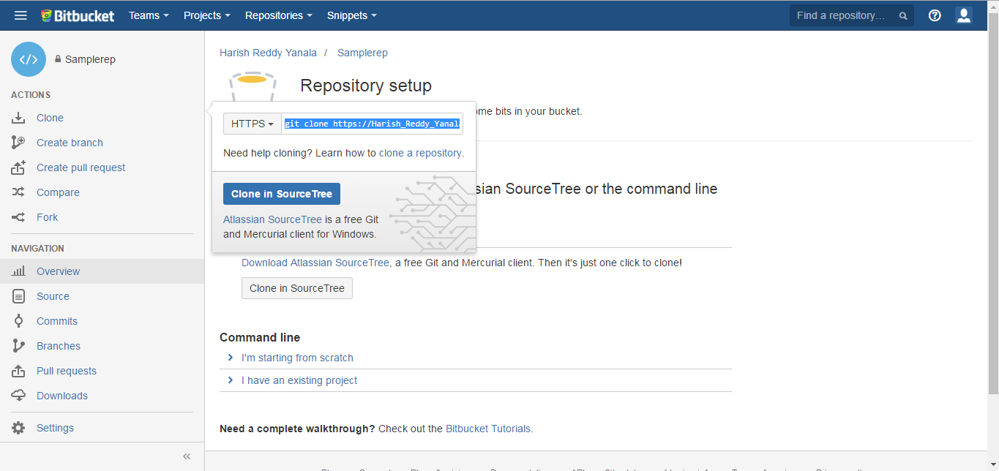 Bitbucket Teams Projects Repositories Snippets Find a repository...
Samplerep
ACTIONS
Clone
Create branch
Create pull request
Compare
Fork
NAVIGATION
Overview
Source
Commits
Branches
Pull requests
Downloads
Settings
Harish Reddy Yanala / Samplerep
Repository setup
ome bits in your bucket.
HTTPS git clone https://Harish_Reddy_Yanal
Need help cloning? Learn how to clone a repository.
Clone in SourceTree
Atlassian SourceTree is a free Git
and Mercurial client for Windows.
sian SourceTree or the command line
Download Atlassian SourceTree, a free Git and Mercurial client. Then it's just one click to clone!
Clone in SourceTree
Command line
I'm starting from scratch
I have an existing project
Need a complete walkthrough? Check out the Bitbucket Tutorials.